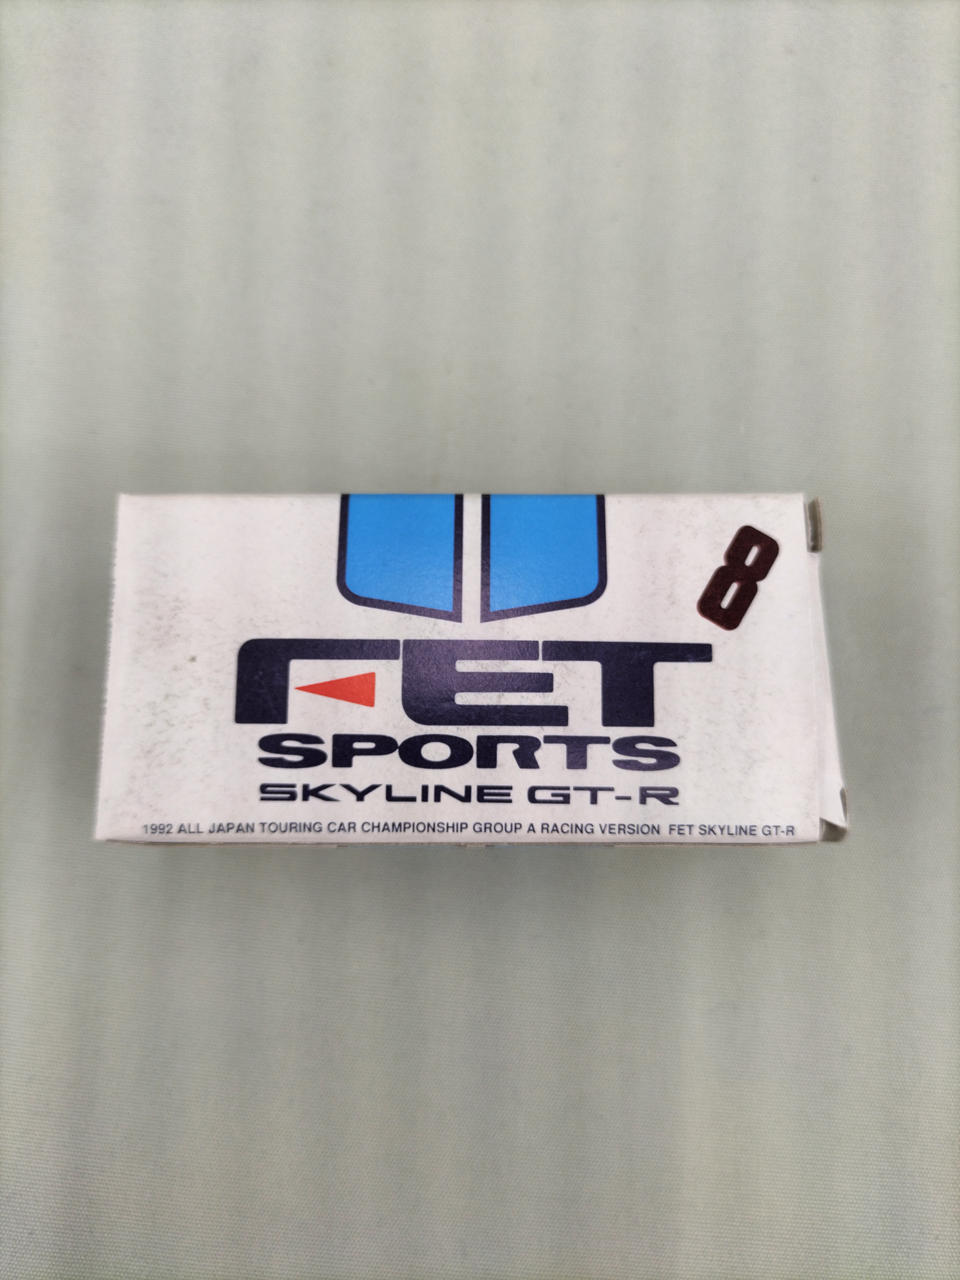 8
FET
SPORTS
SKYLINE GT-R
1992 ALL JAPAN TOURING CAR CHAMPIONSHIP GROUP A RACING VERSION FET SKYLINE GT-R